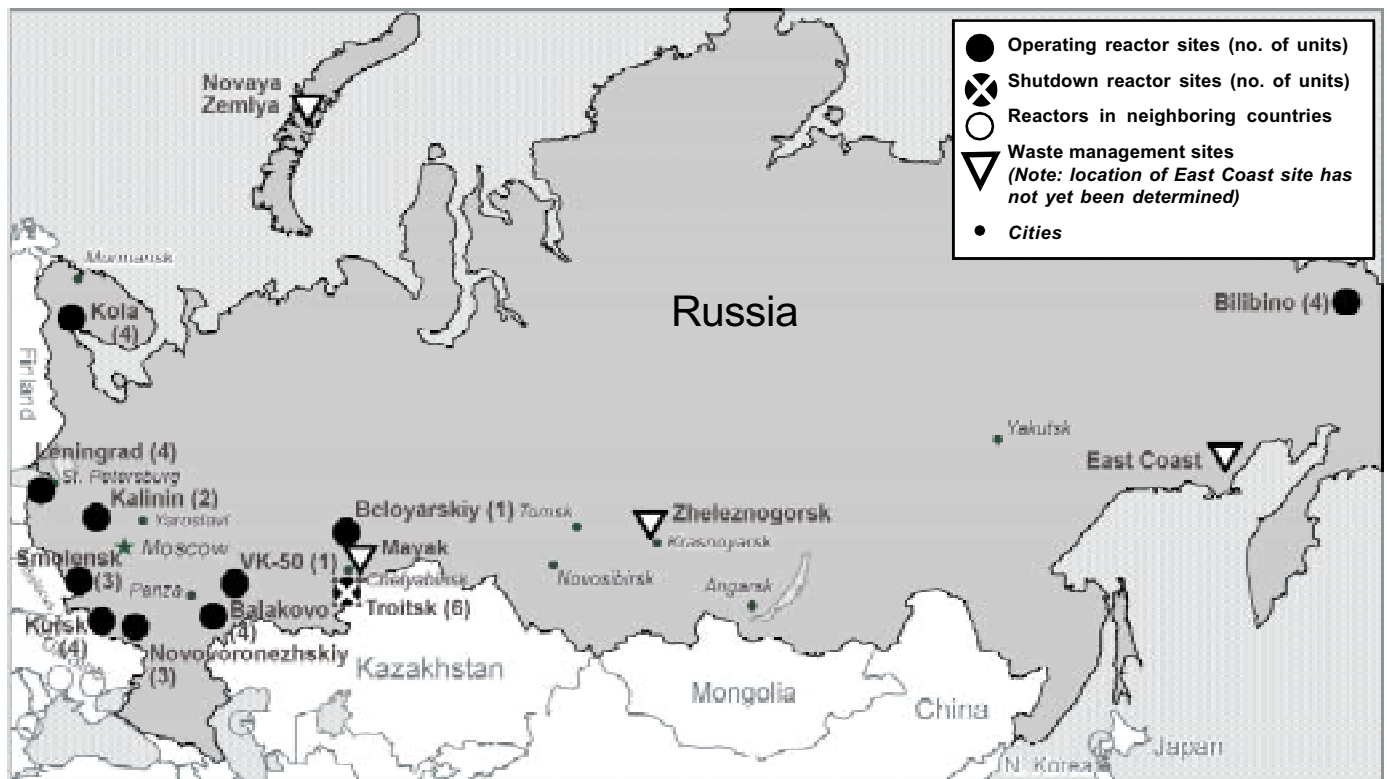 Operating reactor sites (no. of units)
Shutdown reactor sites (no. of units)
Reactors in neighboring countries
Waste management sites
(Note: location of East Coast site has
not yet been determined)
Cities
Novaya
Zemlya
Murmansk
Russia
Bilibino (4)
Kola
(4)
Finland
Yakutsk
East Coast
Leningrad (4)
St. Petersburg
Kalinin (2)
Yaroslavl
Moscow
Beloyarskiy (1)
Tomsk
Zheleznogorsk
Krasnoyarsk
Smolensk
(3)
VK-50 (1)
Mayak
Chelyabinsk
Novosibirsk
Angarsk
Penza
Troitsk (6)
Balakovo
(4)
Kursk
(4)
Novovoronezhskiy
(3)
Kazakhstan
Mongolia
China
Japan
N. Korea